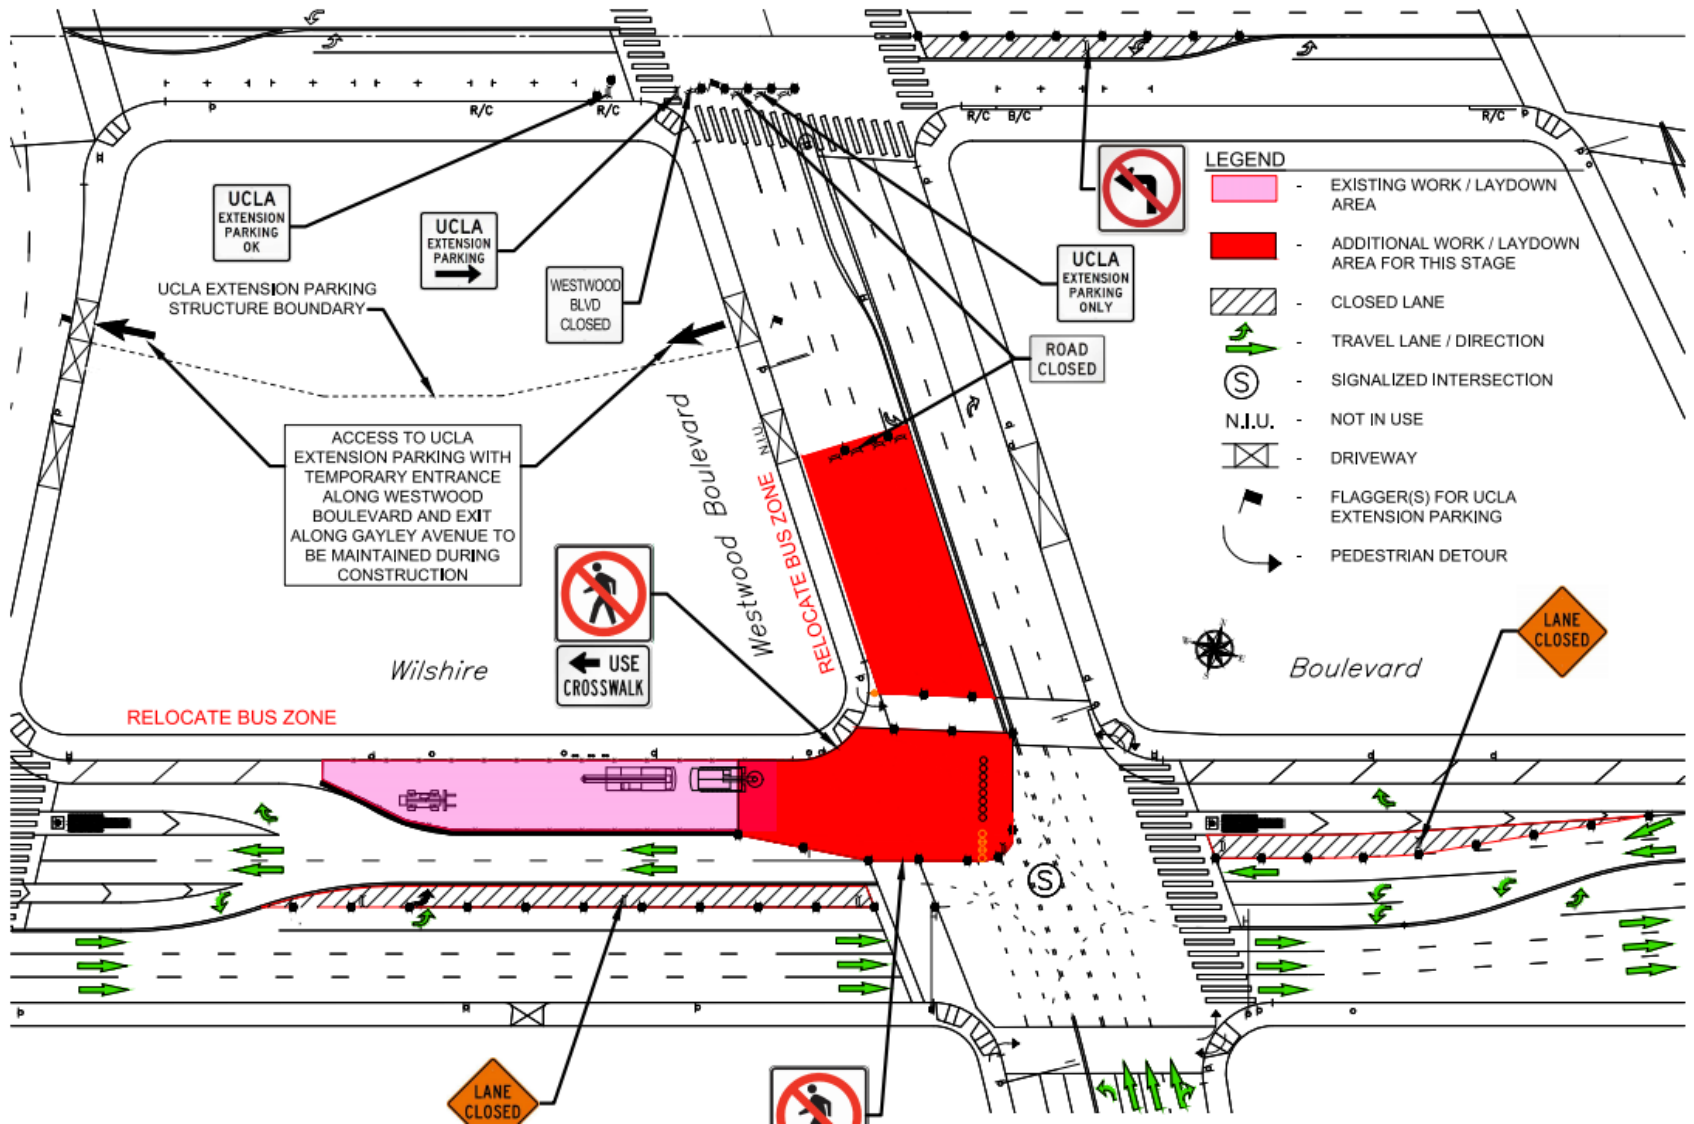 R/C
R/C
R/C
B/C
R/C
UCLA
EXTENSION
PARKING
OK
UCLA
EXTENSION
PARKING
WESTWOOD
BLVD
CLOSED
UCLA
EXTENSION
PARKING
ONLY
ROAD
CLOSED
UCLA EXTENSION PARKING
STRUCTURE BOUNDARY
ACCESS TO UCLA
EXTENSION PARKING WITH
TEMPORARY ENTRANCE
ALONG WESTWOOD
BOULEVARD AND EXIT
ALONG GAYLEY AVENUE TO
BE MAINTAINED DURING
CONSTRUCTION
LEGEND
- EXISTING WORK / LAYDOWN
AREA
- ADDITIONAL WORK / LAYDOWN
AREA FOR THIS STAGE
- CLOSED LANE
- TRAVEL LANE / DIRECTION
S - SIGNALIZED INTERSECTION
N.I.U. - NOT IN USE
- DRIVEWAY
- FLAGGER(S) FOR UCLA
EXTENSION PARKING
- PEDESTRIAN DETOUR
N.I.U.
Westwood Boulevard
RELOCATE BUS ZONE
USE
CROSSWALK
Wilshire
Boulevard
N
W
E
S
LANE
CLOSED
RELOCATE BUS ZONE
S
LANE
CLOSED